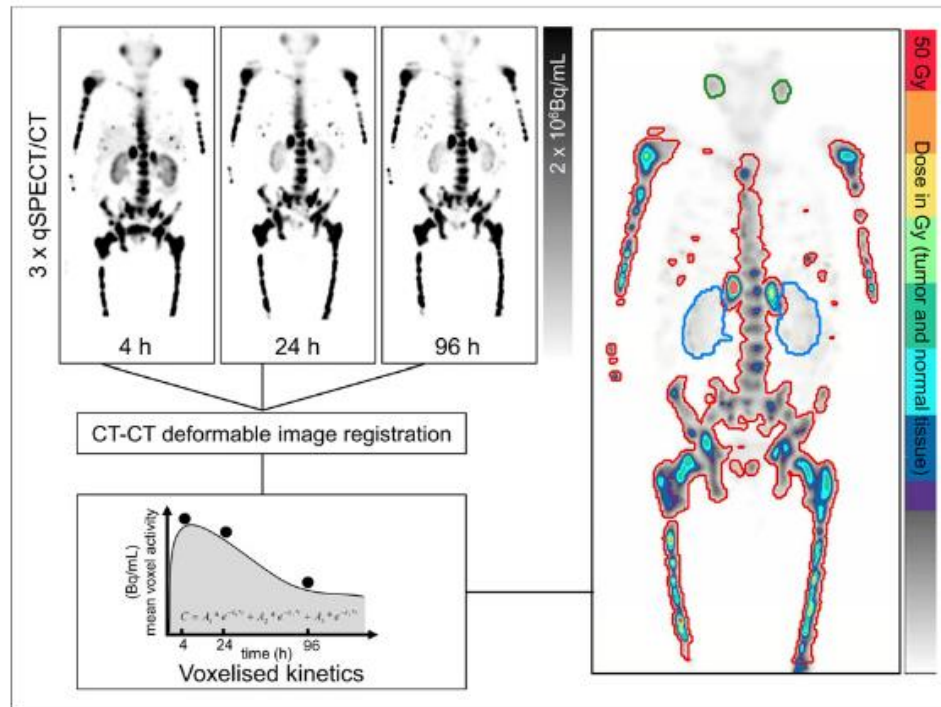 3 x qSPECT/CT
4 h
24 h
96 h
2 x 10⁶Bq/mL
CT-CT deformable image registration
(Bq/mL)
mean voxel activity
4
24
96
time (h)
Voxelised kinetics
50 Gy
Dose in Gy (tumor and normal tissue)